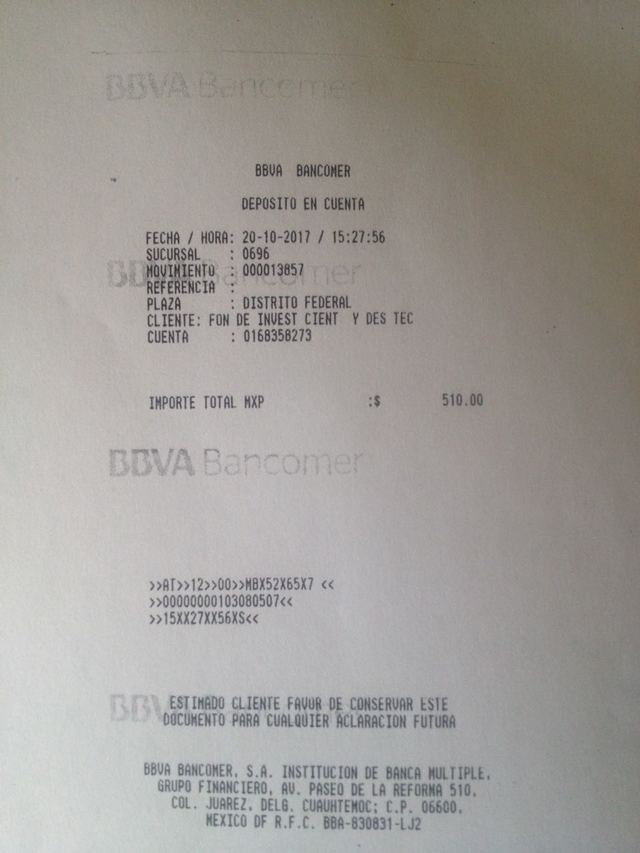 BBVA Bancomer
BBVA BANCOMER
DEPOSITO EN CUENTA
FECHA / HORA: 20-10-2017 / 15:27:56
SUCURSAL : 0696
BBVA Bancomer
MOVIMIENTO : 000013857
REFERENCIA :
PLAZA : DISTRITO FEDERAL
CLIENTE: FON DE INVEST CIENT Y DES TEC
CUENTA : 0168358273
IMPORTE TOTAL MXP :$ 510.00
BBVA Bancomer
>>AT>>12>>00>>MBX52X65X7 <<
>>00000000103080507<<
>>15XX27XX56XS<<
BBVA Bancomer
ESTIMADO CLIENTE FAVOR DE CONSERVAR ESTE
DOCUMENTO PARA CUALQUIER ACLARACION FUTURA
BBVA BANCOMER, S.A. INSTITUCION DE BANCA MULTIPLE,
GRUPO FINANCIERO, AV. PASEO DE LA REFORMA 510,
COL. JUAREZ, DELG. CUAUHTEMOC; C.P. 06600,
MEXICO DF R.F.C. BBA-830831-LJ2